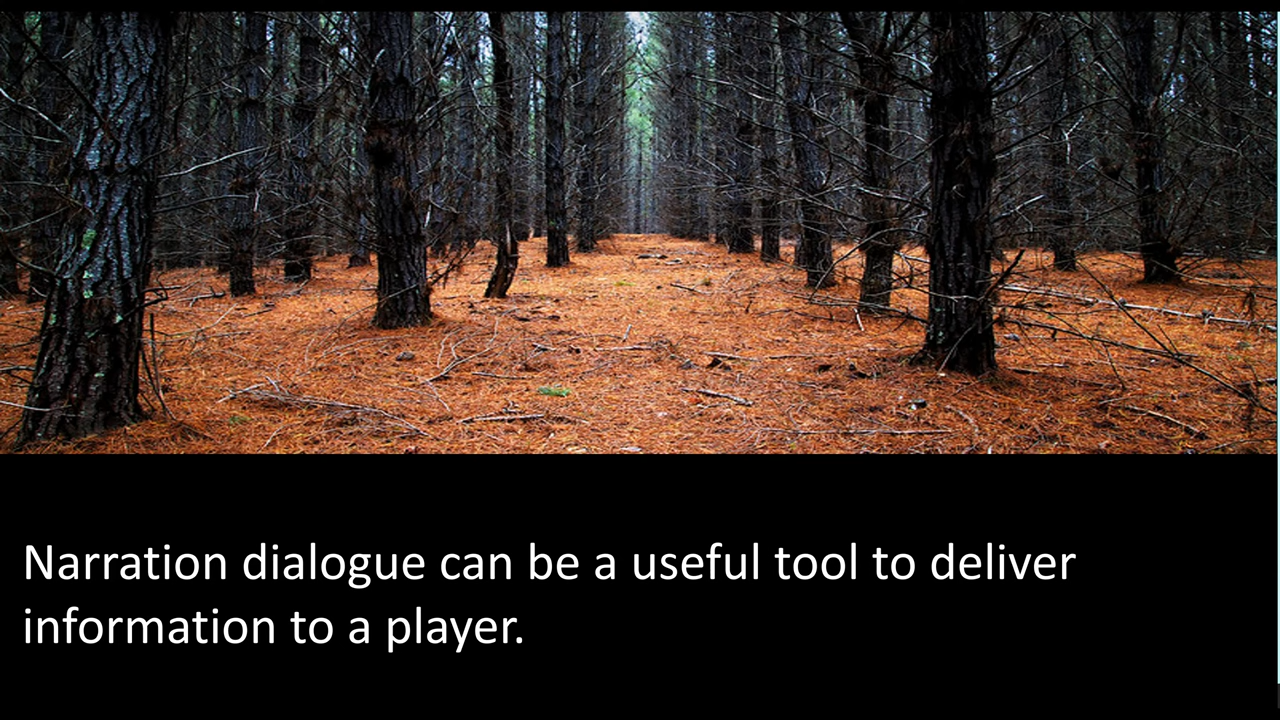 Narration dialogue can be a useful tool to deliver
information to a player.